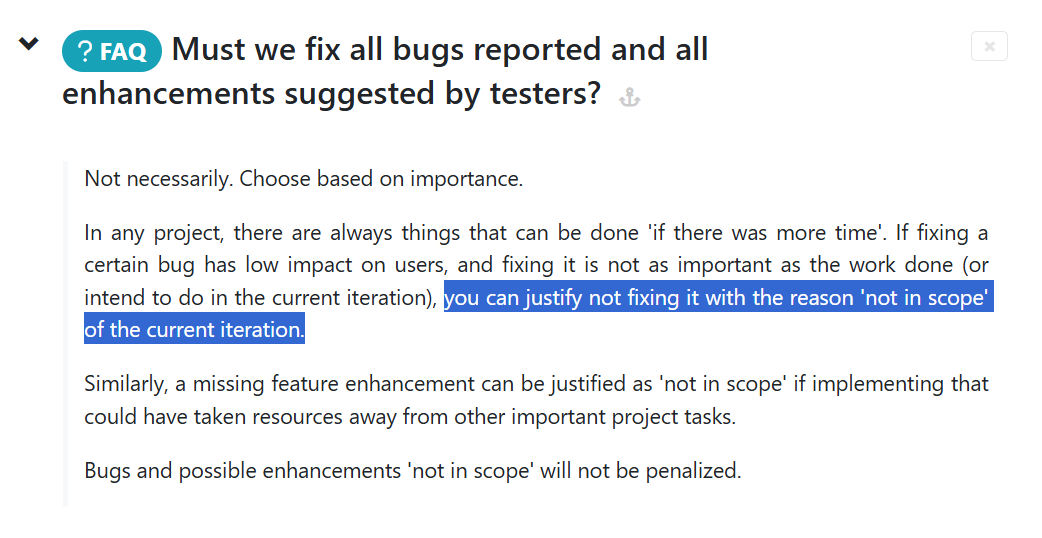 ? FAQ Must we fix all bugs reported and all
enhancements suggested by testers?
Not necessarily. Choose based on importance.
In any project, there are always things that can be done 'if there was more time'. If fixing a
certain bug has low impact on users, and fixing it is not as important as the work done (or
intend to do in the current iteration), you can justify not fixing it with the reason 'not in scope'
of the current iteration.
Similarly, a missing feature enhancement can be justified as 'not in scope' if implementing that
could have taken resources away from other important project tasks.
Bugs and possible enhancements 'not in scope' will not be penalized.